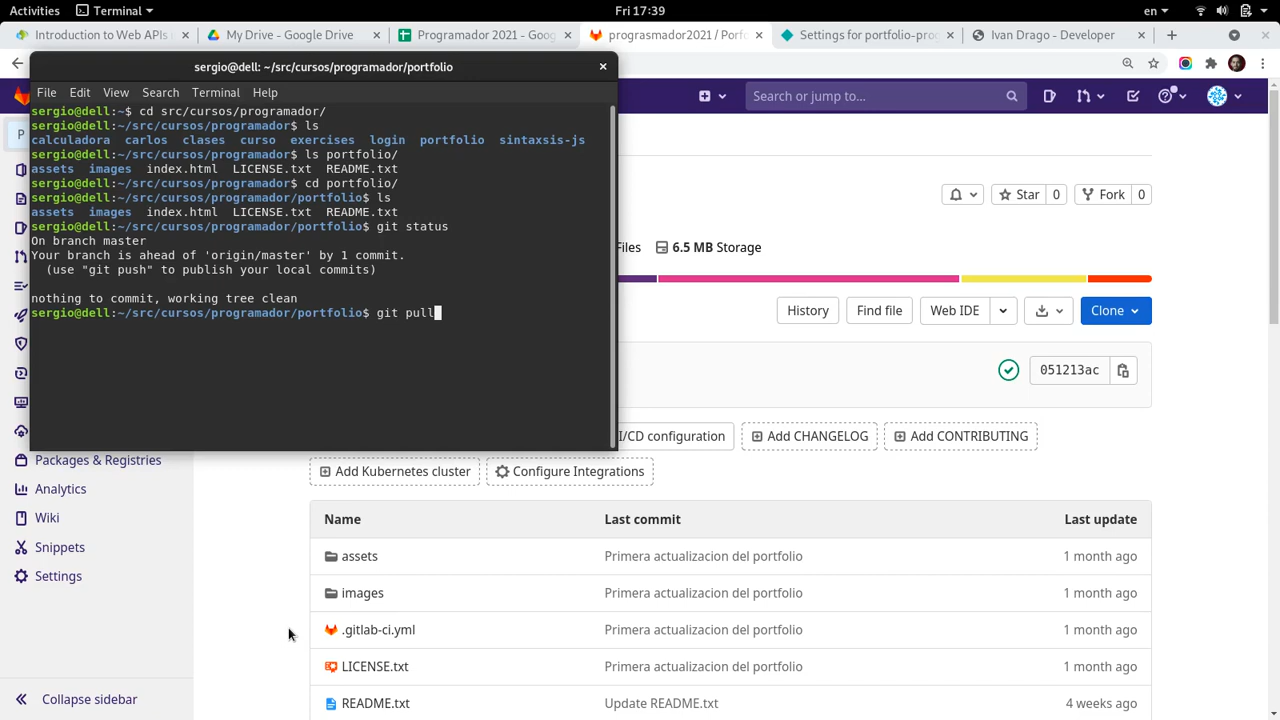 Activities
Terminal
Fri 17:39
en
Introduction to Web APIs
My Drive - Google Drive
Programador 2021 - Goog
prograsmador2021 / Portfo
Settings for portfolio-prog
Ivan Drago - Developer
sergio@dell: ~/src/cursos/programador/portfolio
File Edit View Search Terminal Help
sergio@dell:~$ cd src/cursos/programador/
sergio@dell:~/src/cursos/programador$ ls
calculadora carlos clases curso exercises login portfolio sintaxsis-js
sergio@dell:~/src/cursos/programador$ ls portfolio/
assets images index.html LICENSE.txt README.txt
sergio@dell:~/src/cursos/programador$ cd portfolio/
sergio@dell:~/src/cursos/programador/portfolio$ ls
assets images index.html LICENSE.txt README.txt
sergio@dell:~/src/cursos/programador/portfolio$ git status
On branch master
Your branch is ahead of 'origin/master' by 1 commit.
(use "git push" to publish your local commits)
nothing to commit, working tree clean
sergio@dell:~/src/cursos/programador/portfolio$ git pull
Search or jump to...
P
Star 0
Fork 0
Files
6.5 MB Storage
History
Find file
Web IDE
Clone
051213ac
I/CD configuration
Add CHANGELOG
Add CONTRIBUTING
Add Kubernetes cluster
Configure Integrations
Packages & Registries
Analytics
Wiki
Snippets
Settings
Collapse sidebar
Name Last commit Last update
assets Primera actualizacion del portfolio 1 month ago
images Primera actualizacion del portfolio 1 month ago
.gitlab-ci.yml Primera actualizacion del portfolio 1 month ago
LICENSE.txt Primera actualizacion del portfolio 1 month ago
README.txt Update README.txt 4 weeks ago